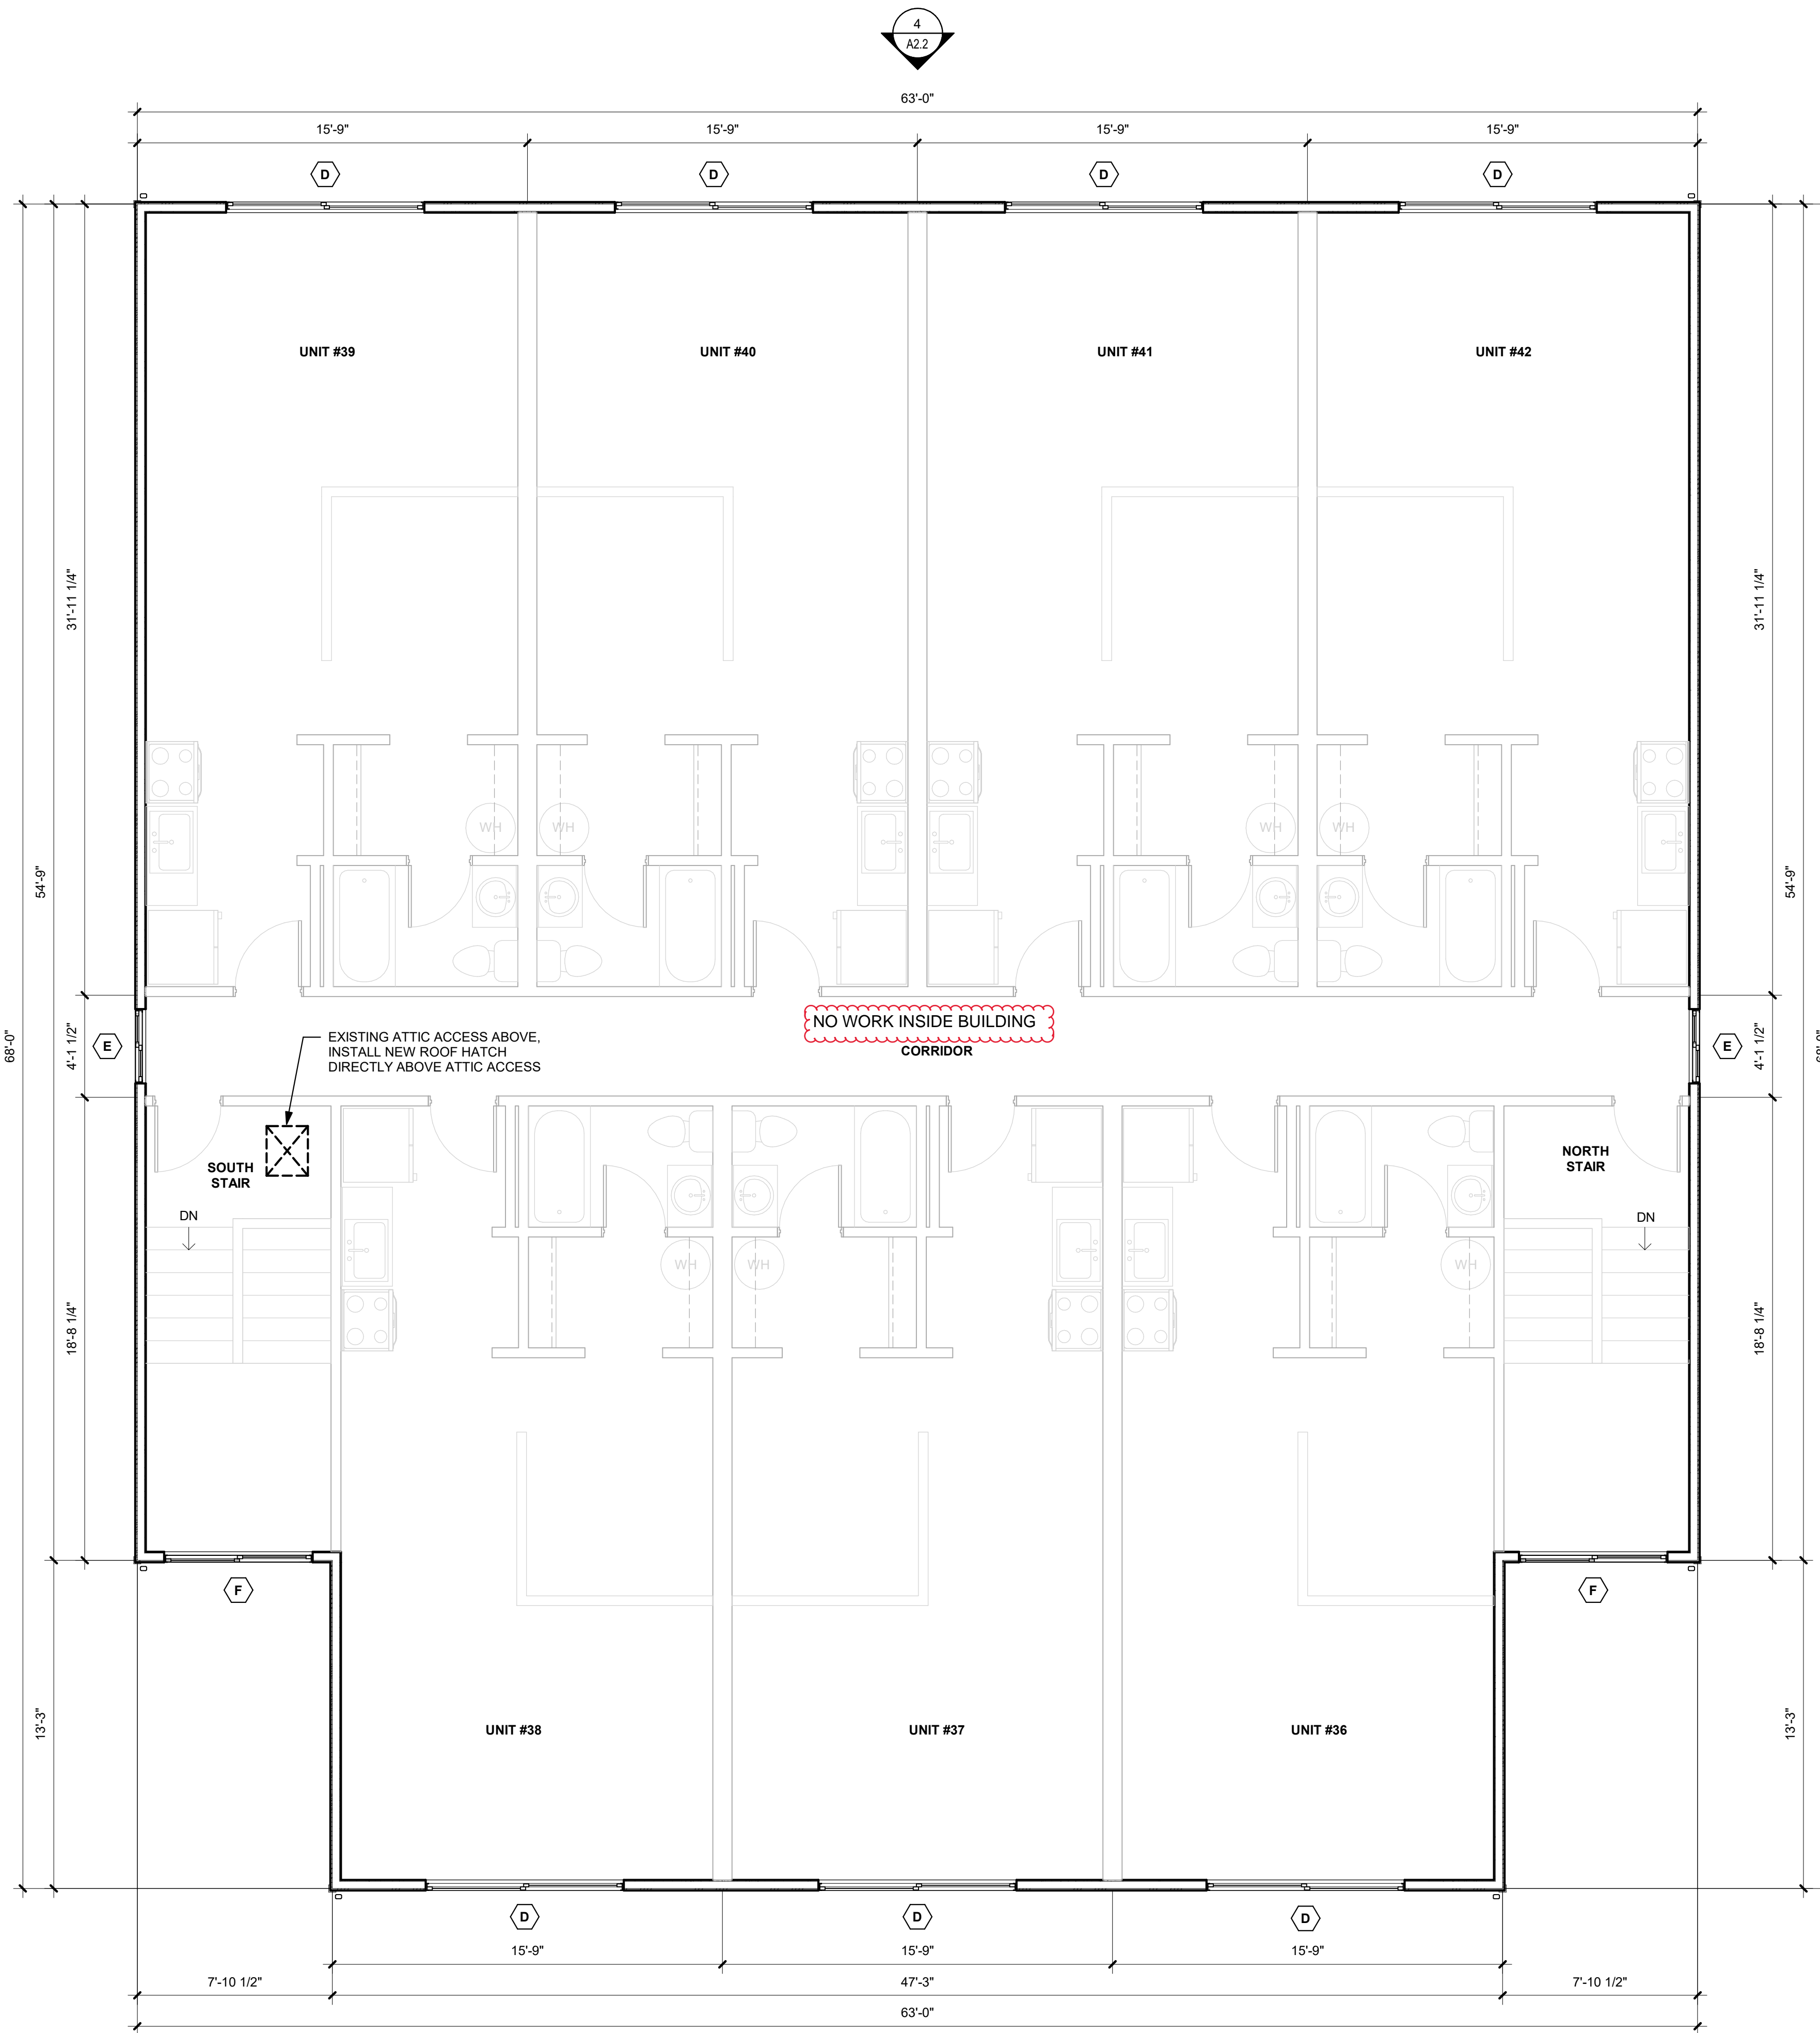 4
A2.2
63'-0"
15'-9"
15'-9"
15'-9"
15'-9"
D
D
D
D
UNIT #39
UNIT #40
UNIT #41
UNIT #42
31'-11 1/4"
31'-11 1/4"
WH
WH
WH
WH
54'-9"
54'-9"
68'-0"
4'-1 1/2"
E
EXISTING ATTIC ACCESS ABOVE,
INSTALL NEW ROOF HATCH
DIRECTLY ABOVE ATTIC ACCESS
NO WORK INSIDE BUILDING
CORRIDOR
E
4'-1 1/2"
68'-0"
SOUTH
STAIR
NORTH
STAIR
DN
DN
WH
WH
WH
18'-8 1/4"
18'-8 1/4"
F
F
13'-3"
13'-3"
UNIT #38
UNIT #37
UNIT #36
D
D
D
15'-9"
15'-9"
15'-9"
7'-10 1/2"
47'-3"
7'-10 1/2"
63'-0"